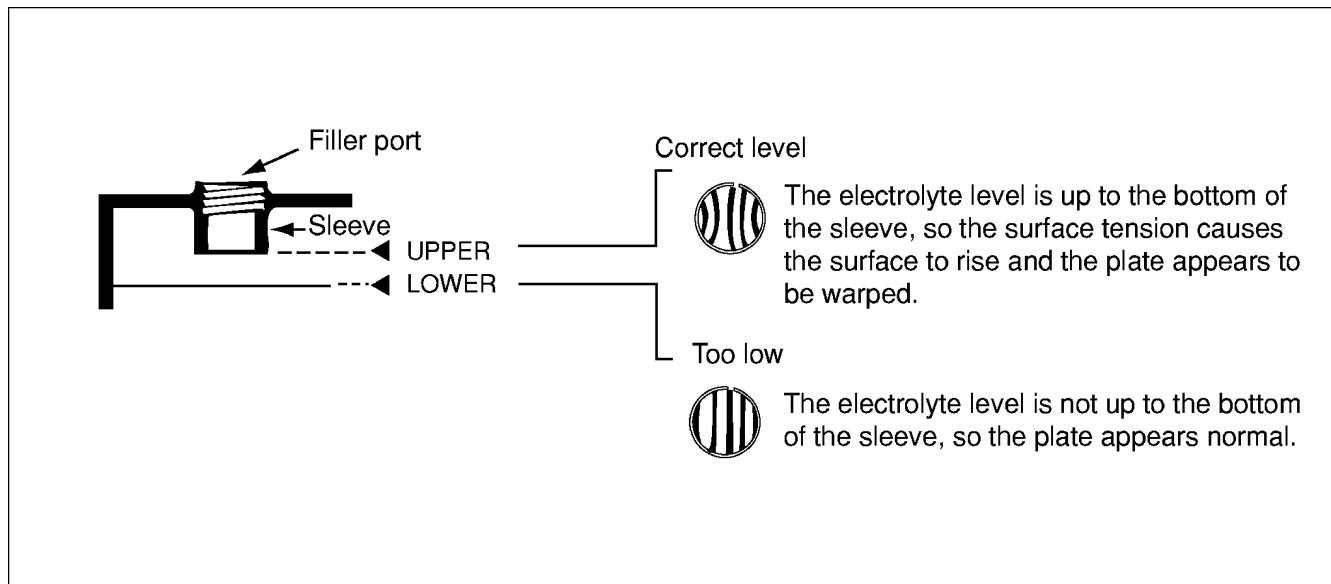 Filler port
Sleeve
UPPER
LOWER
Correct level
The electrolyte level is up to the bottom of
the sleeve, so the surface tension causes
the surface to rise and the plate appears to
be warped.
Too low
The electrolyte level is not up to the bottom
of the sleeve, so the plate appears normal.